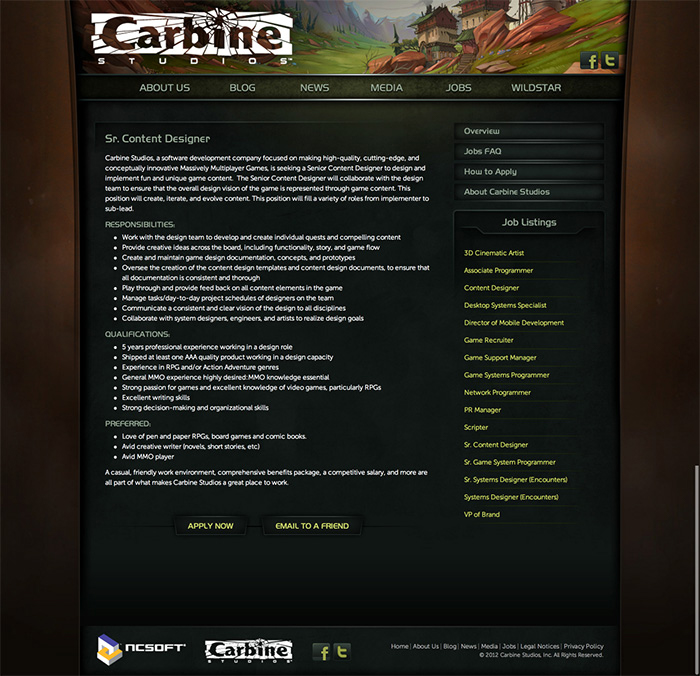 Carbine
STUDIOS™
ABOUT US BLOG NEWS MEDIA JOBS WILDSTAR
Sr. Content Designer
Carbine Studios, a software development company focused on making high-quality, cutting-edge, and
conceptually innovative Massively Multiplayer Games, is seeking a Senior Content Designer to design and
implement fun and unique game content. The Senior Content Designer will collaborate with the design
team to ensure that the overall design vision of the game is represented through game content. This
position will create, iterate, and evolve content. This position will fill a variety of roles from implementer to
sub-lead.
RESPONSIBILITIES:
• Work with the design team to develop and create individual quests and compelling content
• Provide creative ideas across the board, including functionality, story, and game flow
• Create and maintain game design documentation, concepts, and prototypes
• Oversee the creation of the content design templates and content design documents, to ensure that
all documentation is consistent and thorough
• Play through and provide feed back on all content elements in the game
• Manage tasks/day-to-day project schedules of designers on the team
• Communicate a consistent and clear vision of the design to all disciplines
• Collaborate with system designers, engineers, and artists to realize design goals
QUALIFICATIONS:
• 5 years professional experience working in a design role
• Shipped at least one AAA quality product working in a design capacity
• Experience in RPG and/or Action Adventure genres
• General MMO experience highly desired:MMO knowledge essential
• Strong passion for games and excellent knowledge of video games, particularly RPGs
• Excellent writing skills
• Strong decision-making and organizational skills
PREFERRED:
• Love of pen and paper RPGs, board games and comic books.
• Avid creative writer (novels, short stories, etc)
• Avid MMO player
A casual, friendly work environment, comprehensive benefits package, a competitive salary, and more are
all part of what makes Carbine Studios a great place to work.
APPLY NOW EMAIL TO A FRIEND
Overview
Jobs FAQ
How to Apply
About Carbine Studios
Job Listings
3D Cinematic Artist
Associate Programmer
Content Designer
Desktop Systems Specialist
Director of Mobile Development
Game Recruiter
Game Support Manager
Game Systems Programmer
Network Programmer
PR Manager
Scripter
Sr. Content Designer
Sr. Game System Programmer
Sr. Systems Designer (Encounters)
Systems Designer (Encounters)
VP of Brand
NCSOFT® Carbine
STUDIOS
Home | About Us | Blog | News | Media | Jobs | Legal Notices | Privacy Policy
© 2012 Carbine Studios, Inc. All Rights Reserved.